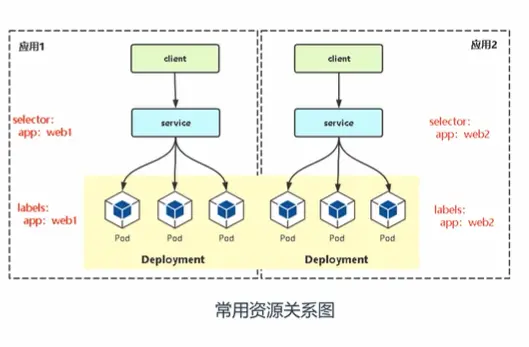 应用1
应用2
client
client
selector:
app: web1
service
service
selector:
app: web2
labels:
app: web1
labels:
app: web2
Pod
Pod
Pod
Pod
Pod
Pod
Deployment
Deployment
常用资源关系图